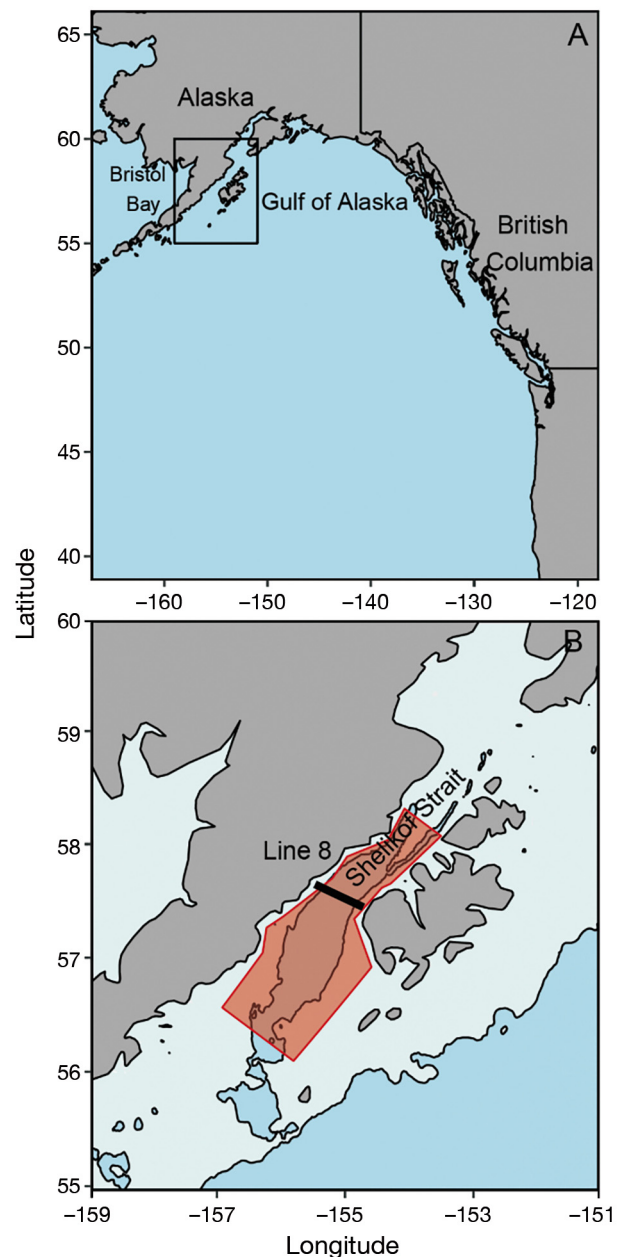 A
65
Alaska
60
Bristol
Bay
Gulf of Alaska
British
Columbia
55
50
45
40
−160
−150
−140
−130
−120
Latitude
B
60
59
58
57
56
55
Shelikof Strait
Line 8
−159
−157
−155
−153
−151
Longitude